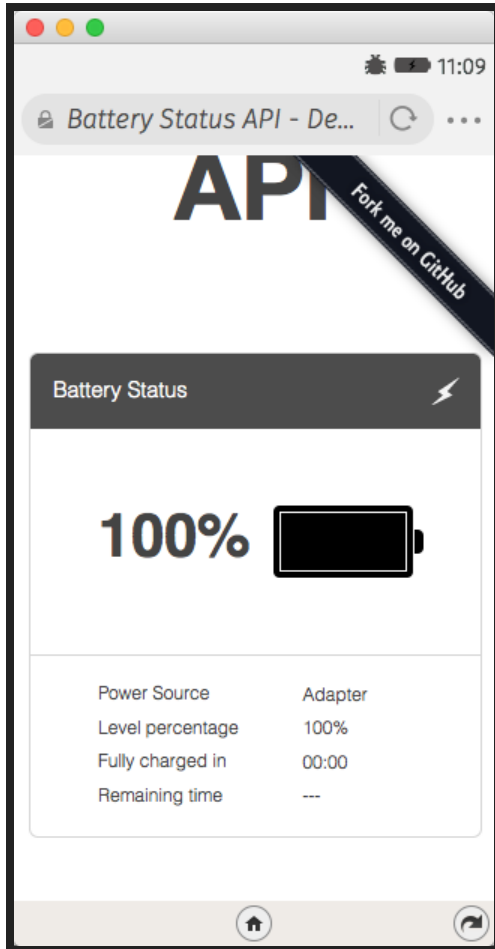 11:09
Battery Status API - De...
API
Fork me on GitHub
Battery Status
100%
Power Source Adapter
Level percentage 100%
Fully charged in 00:00
Remaining time ---